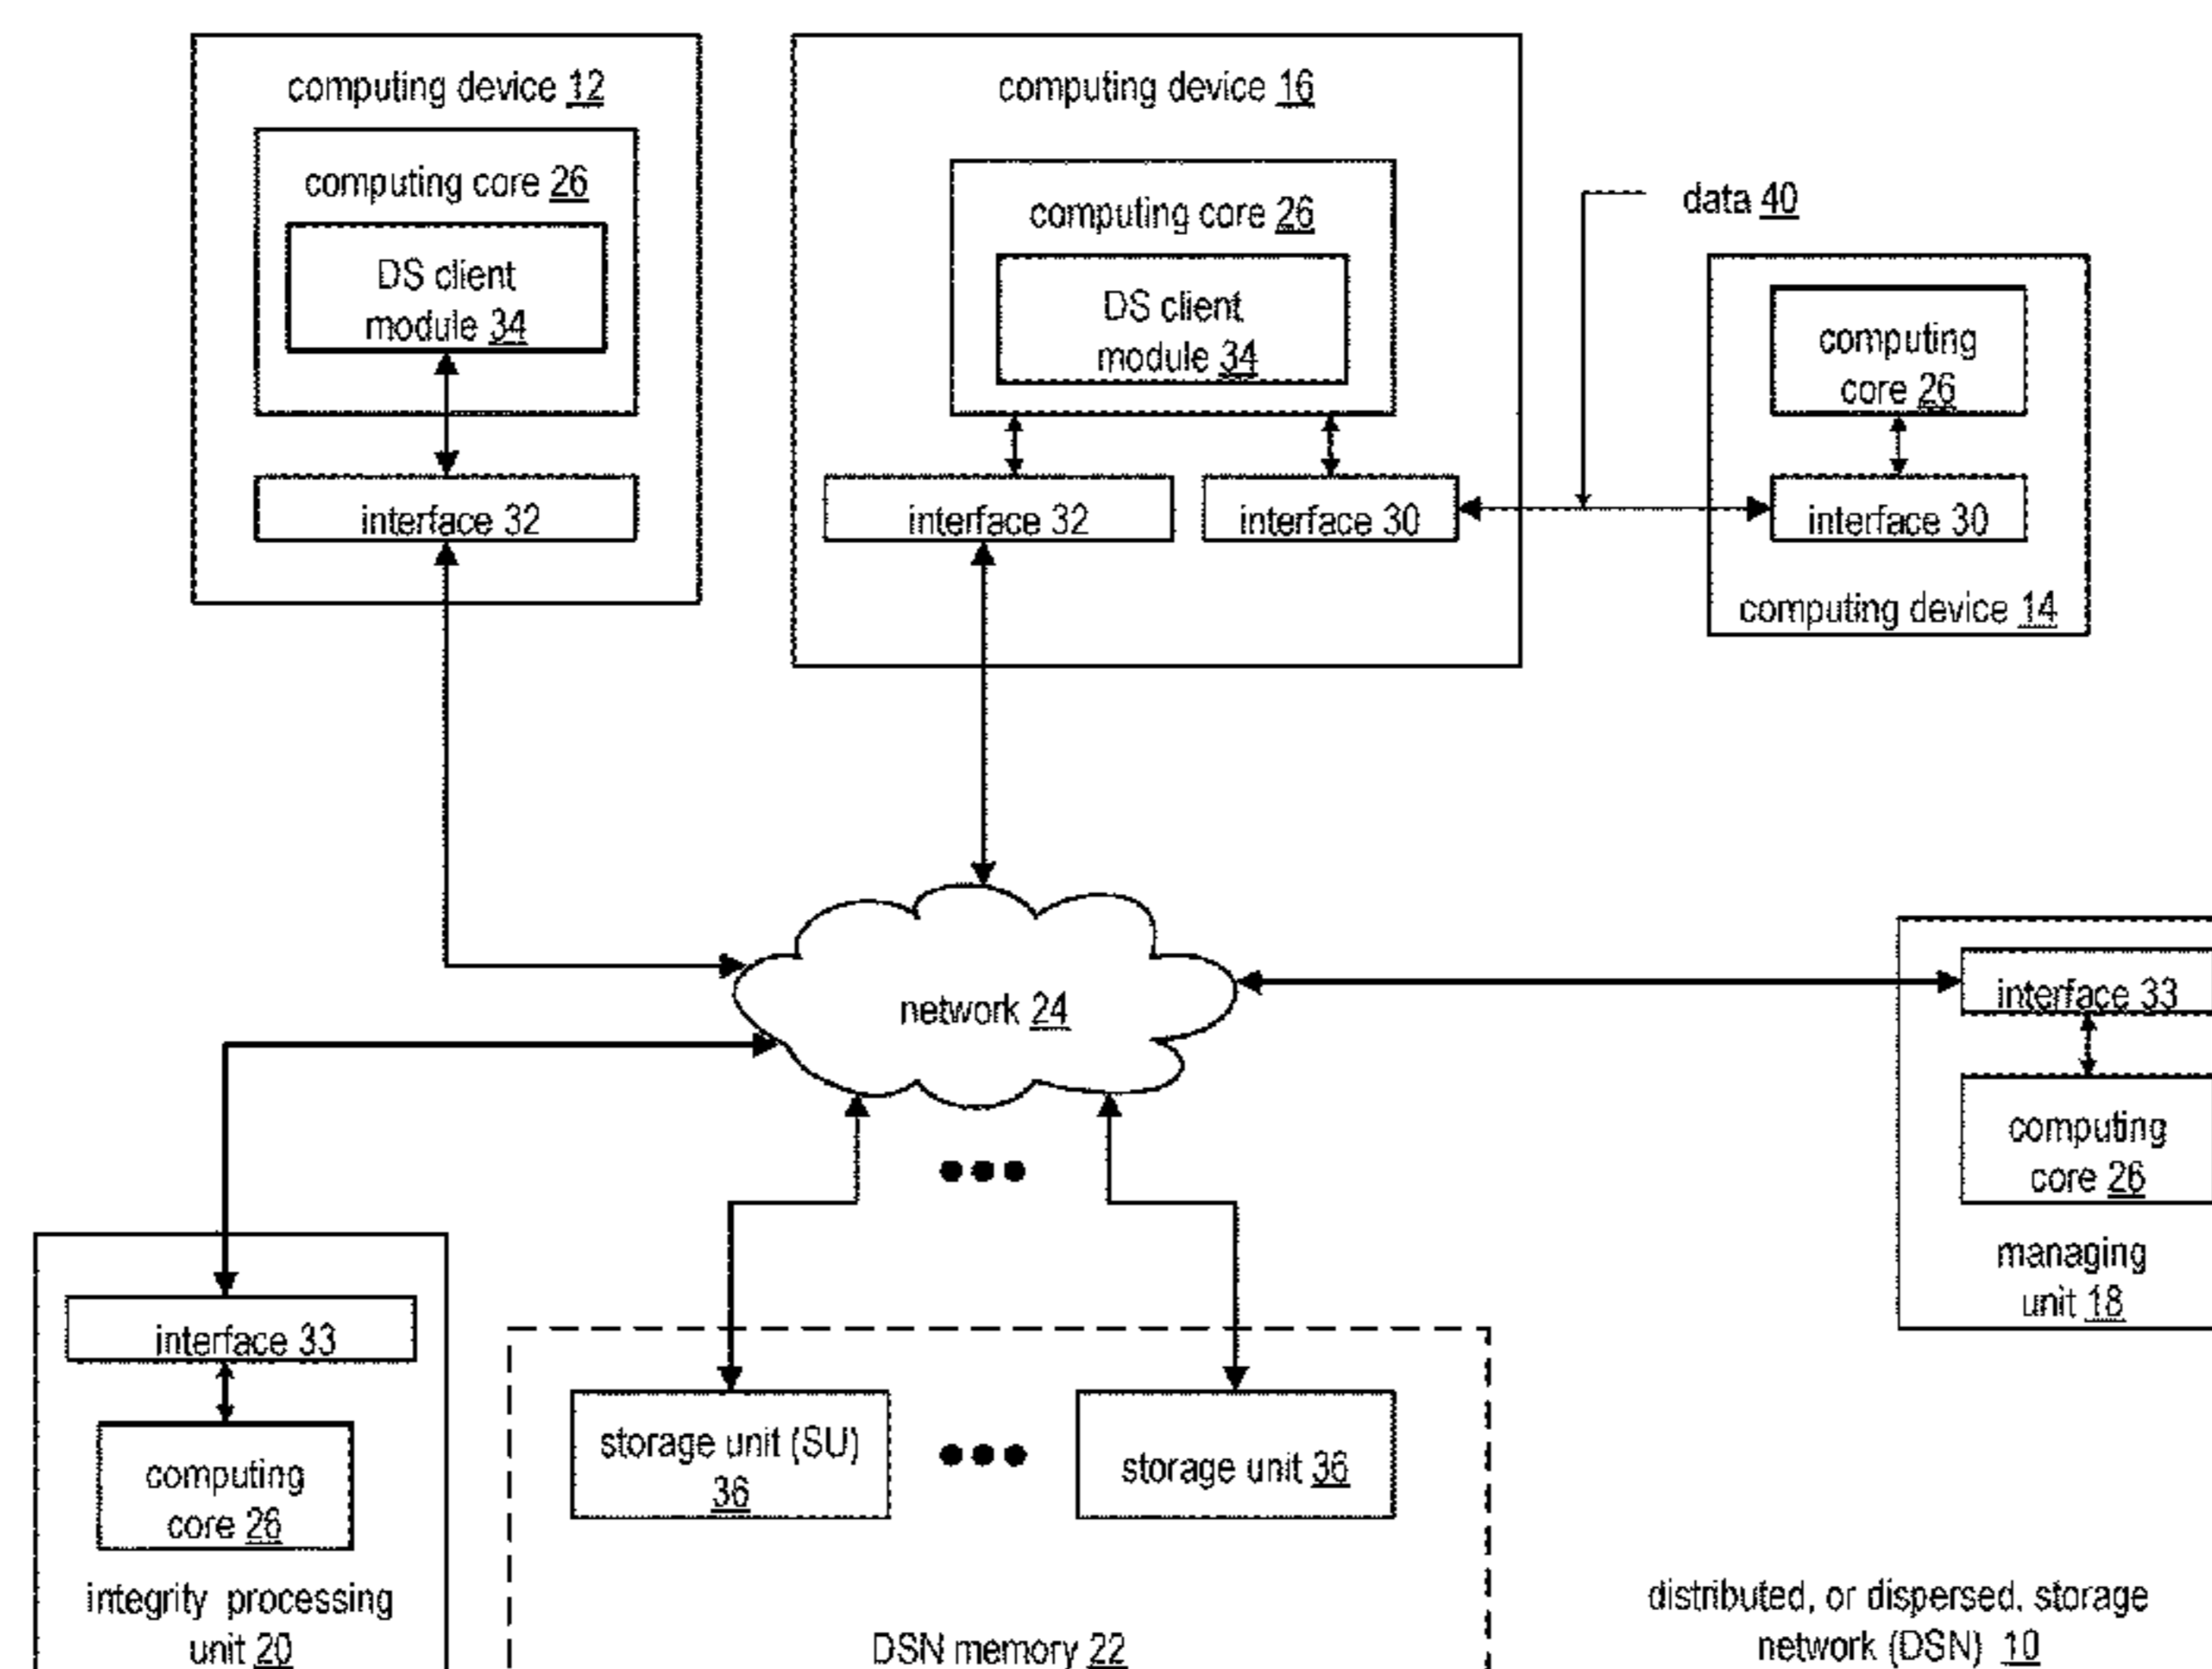 computing device 12
computing core 26
DS client
module 34
interface 32
computing device 16
computing core 26
DS client
module 34
interface 32
interface 30
data 40
computing
core 26
interface 30
computing device 14
network 24
interface 33
computing
core 26
managing
unit 18
interface 33
computing
core 26
integrity processing
unit 20
storage unit (SU)
36
storage unit 36
DSN memory 22
distributed, or dispersed, storage
network (DSN) 10